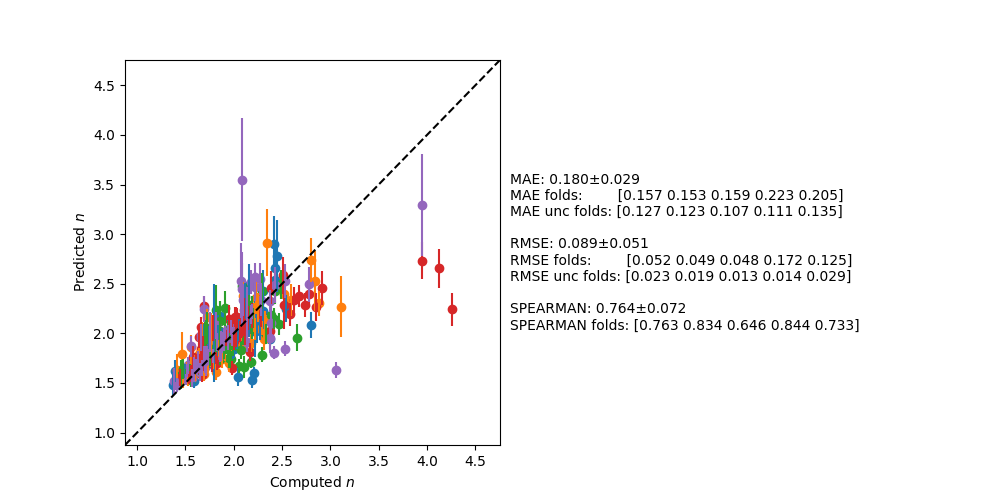 4.5
4.0
3.5
3.0
2.5
2.0
1.5
1.0
Predicted n
1.0 1.5 2.0 2.5 3.0 3.5 4.0 4.5
Computed n
MAE: 0.180±0.029
MAE folds: [0.157 0.153 0.159 0.223 0.205]
MAE unc folds: [0.127 0.123 0.107 0.111 0.135]
RMSE: 0.089±0.051
RMSE folds: [0.052 0.049 0.048 0.172 0.125]
RMSE unc folds: [0.023 0.019 0.013 0.014 0.029]
SPEARMAN: 0.764±0.072
SPEARMAN folds: [0.763 0.834 0.646 0.844 0.733]